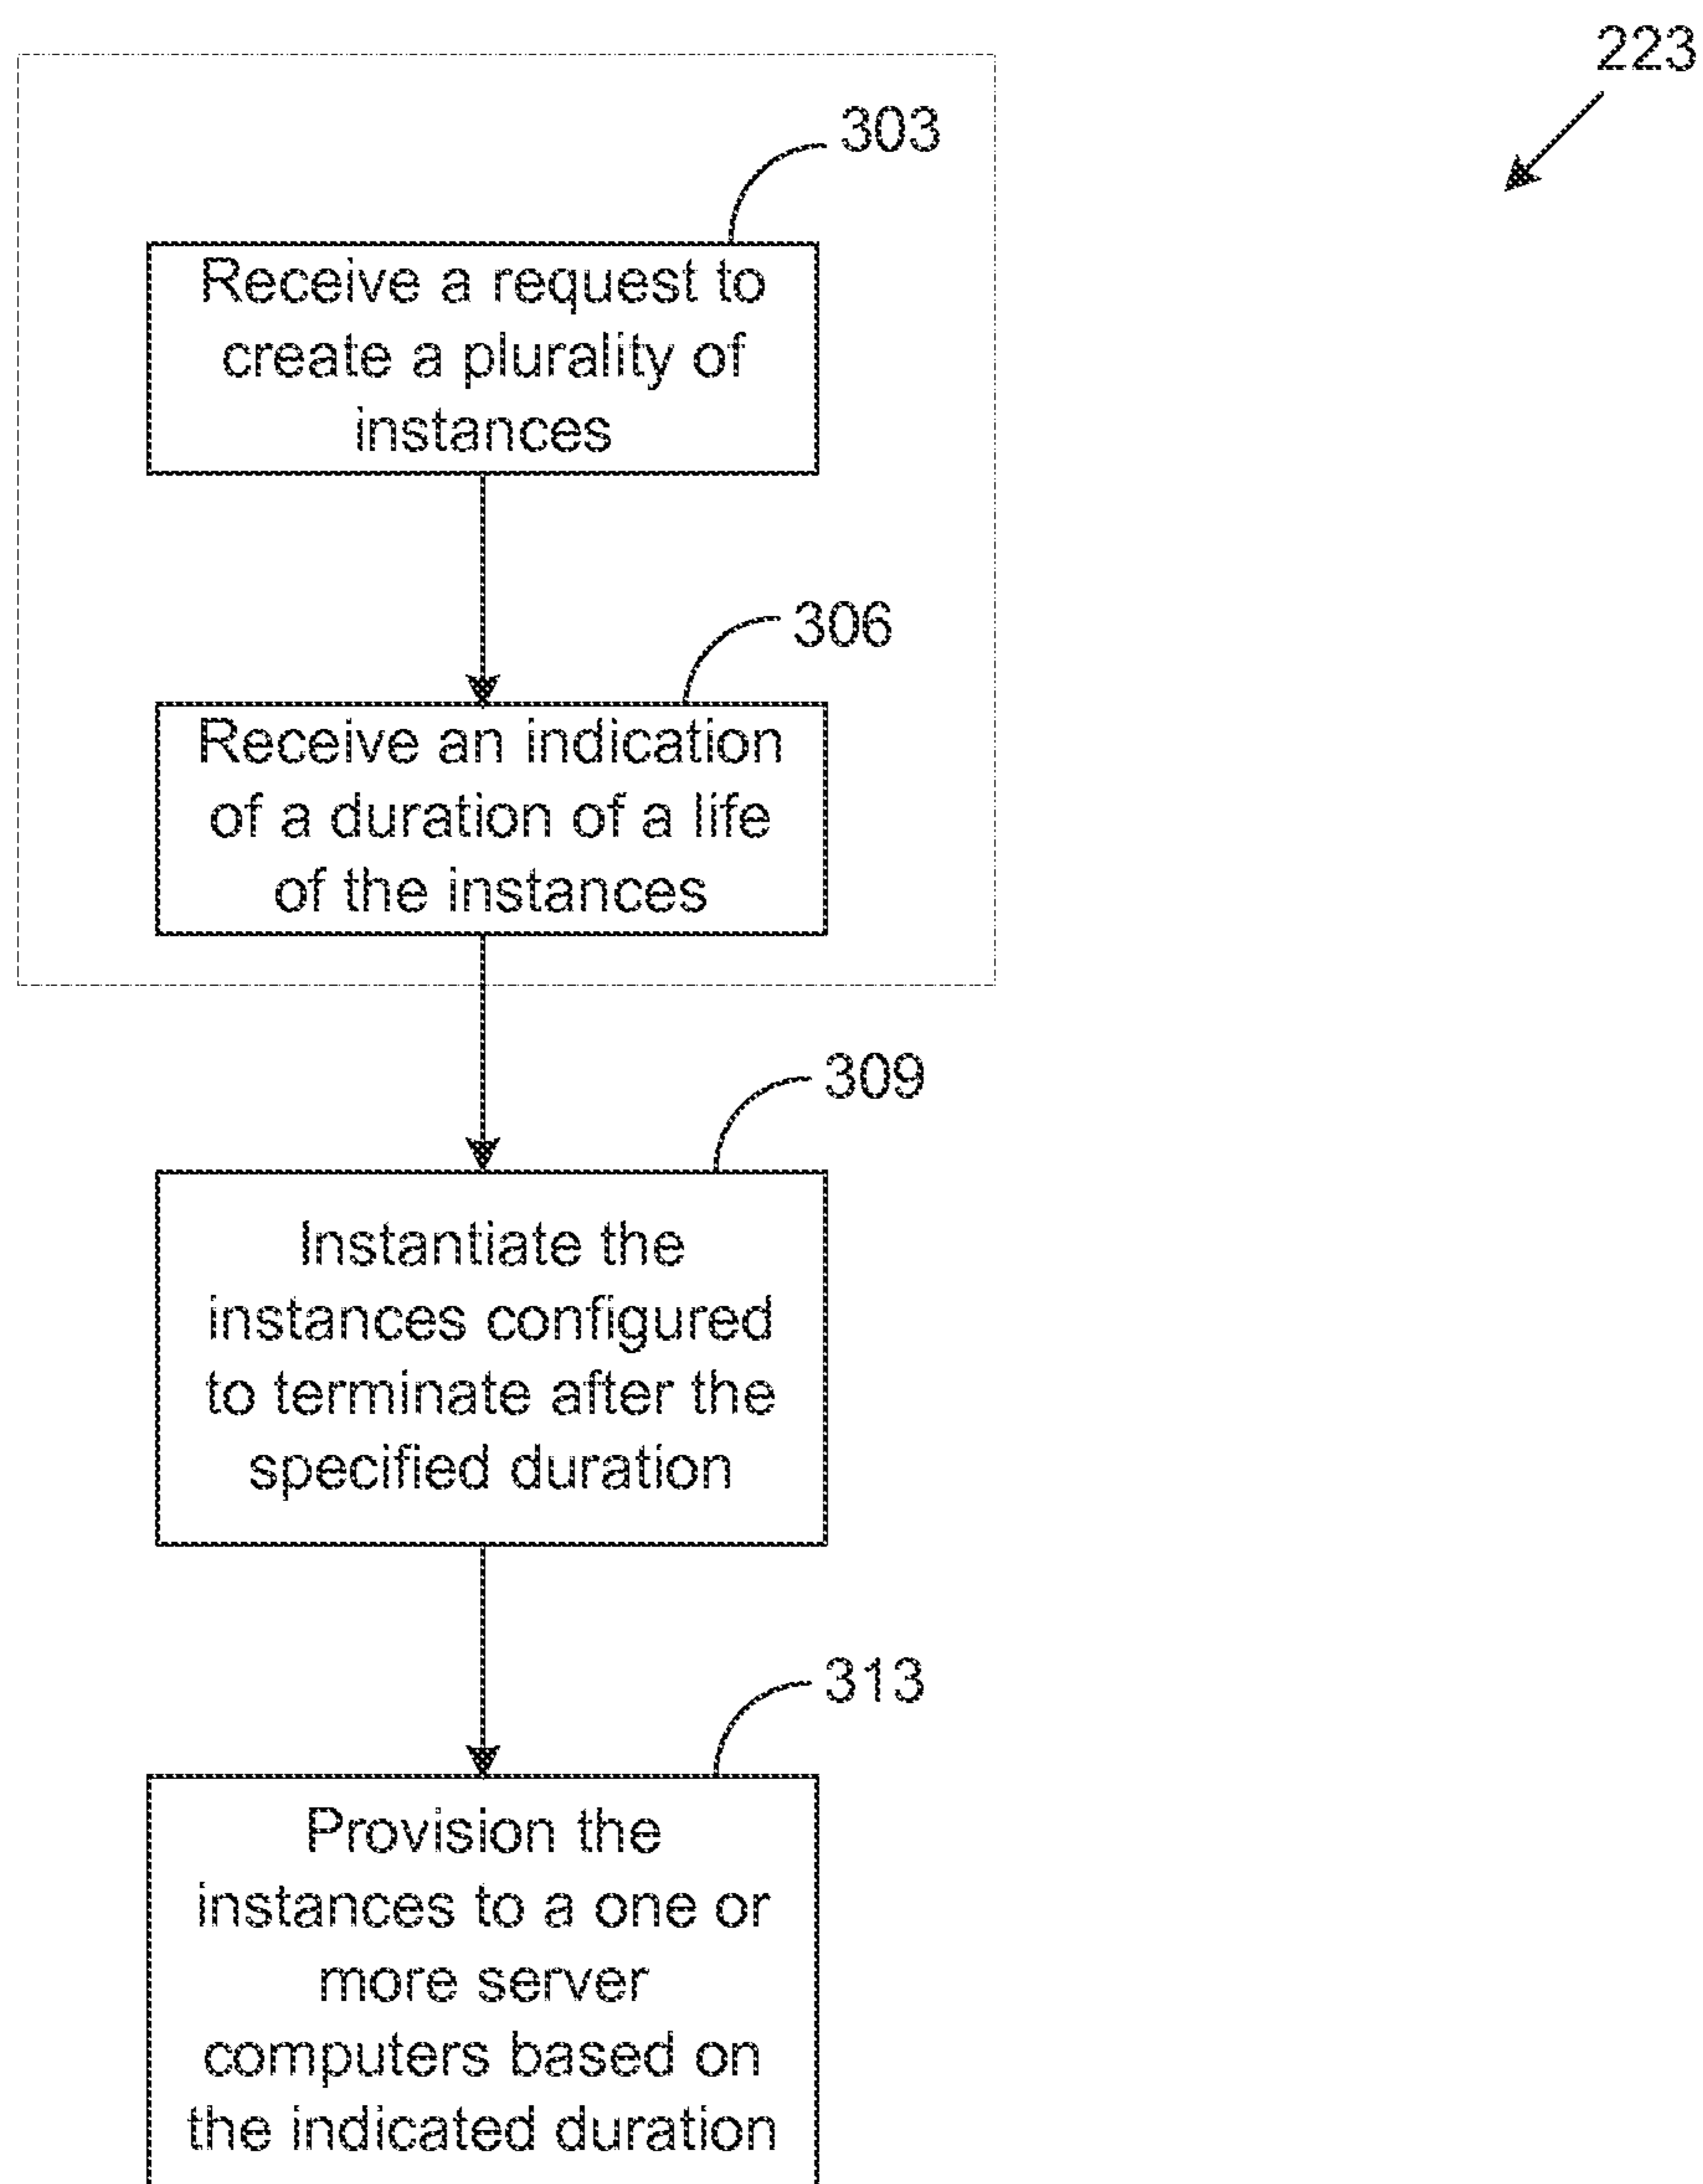 223
303
Receive a request to
create a plurality of
instances
306
Receive an indication
of a duration of a life
of the instances
309
Instantiate the
instances configured
to terminate after the
specified duration
313
Provision the
instances to a one or
more server
computers based on
the indicated duration